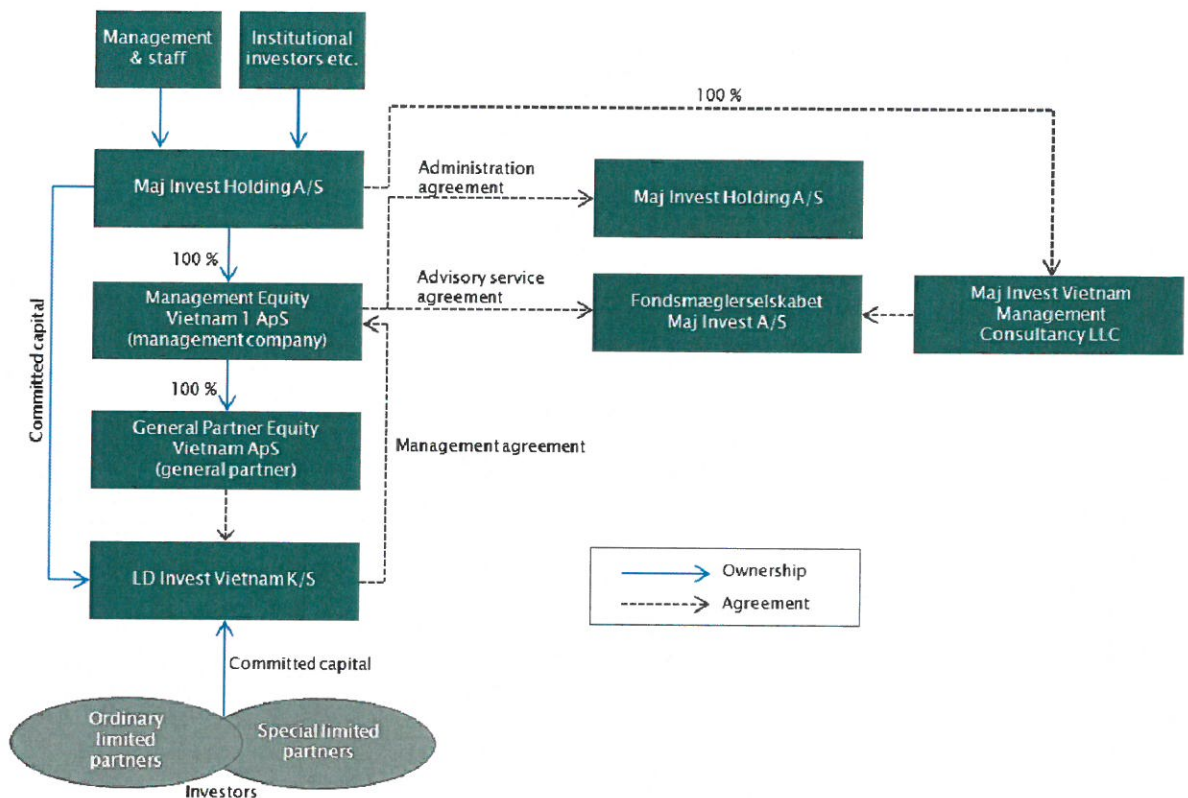 Management
& staff
Institutional
investors etc.
100 %
Maj Invest Holding A/S
Administration
agreement
Maj Invest Holding A/S
100 %
Committed capital
Management Equity
Vietnam 1 ApS
(management company)
Advisory service
agreement
Fondsmæglerselskabet
Maj Invest A/S
Maj Invest Vietnam
Management
Consultancy LLC
100 %
General Partner Equity
Vietnam ApS
(general partner)
Management agreement
LD Invest Vietnam K/S
Ownership
Agreement
Committed capital
Ordinary
limited
partners
Special limited
partners
Investors